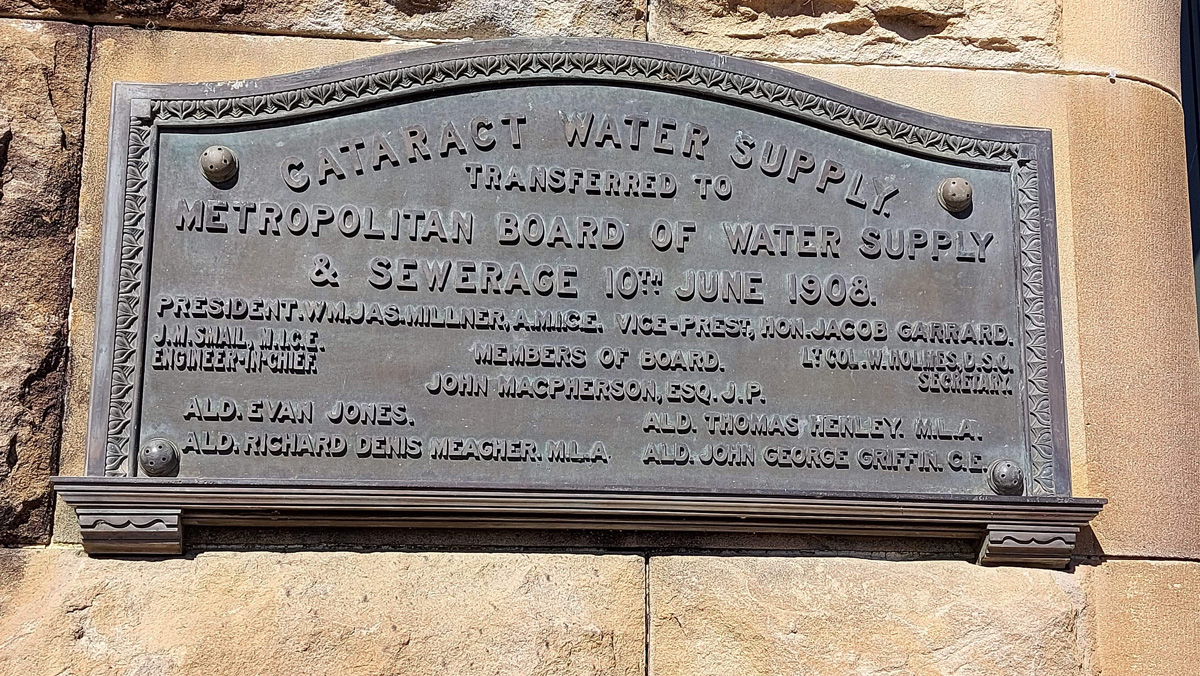 CATARACT WATER SUPPLY.
TRANSFERRED TO
METROPOLITAN BOARD OF WATER SUPPLY
& SEWERAGE 10TH JUNE 1908.
PRESIDENT. WM. JAS. MILLNER, A.M.I.C.E. VICE-PREST, HON. JACOB GARRARD.
J.M. SMAIL, M.I.C.E. LT COL. W. HOLMES, D.S.O.
ENGINEER-IN-CHIEF. SECRETARY.
MEMBERS OF BOARD.
JOHN MACPHERSON, ESQ. J.P.
ALD. EVAN JONES. ALD. THOMAS HENLEY. M.L.A.
ALD. RICHARD DENIS MEAGHER. M.L.A ALD. JOHN GEORGE GRIFFIN. C.E.